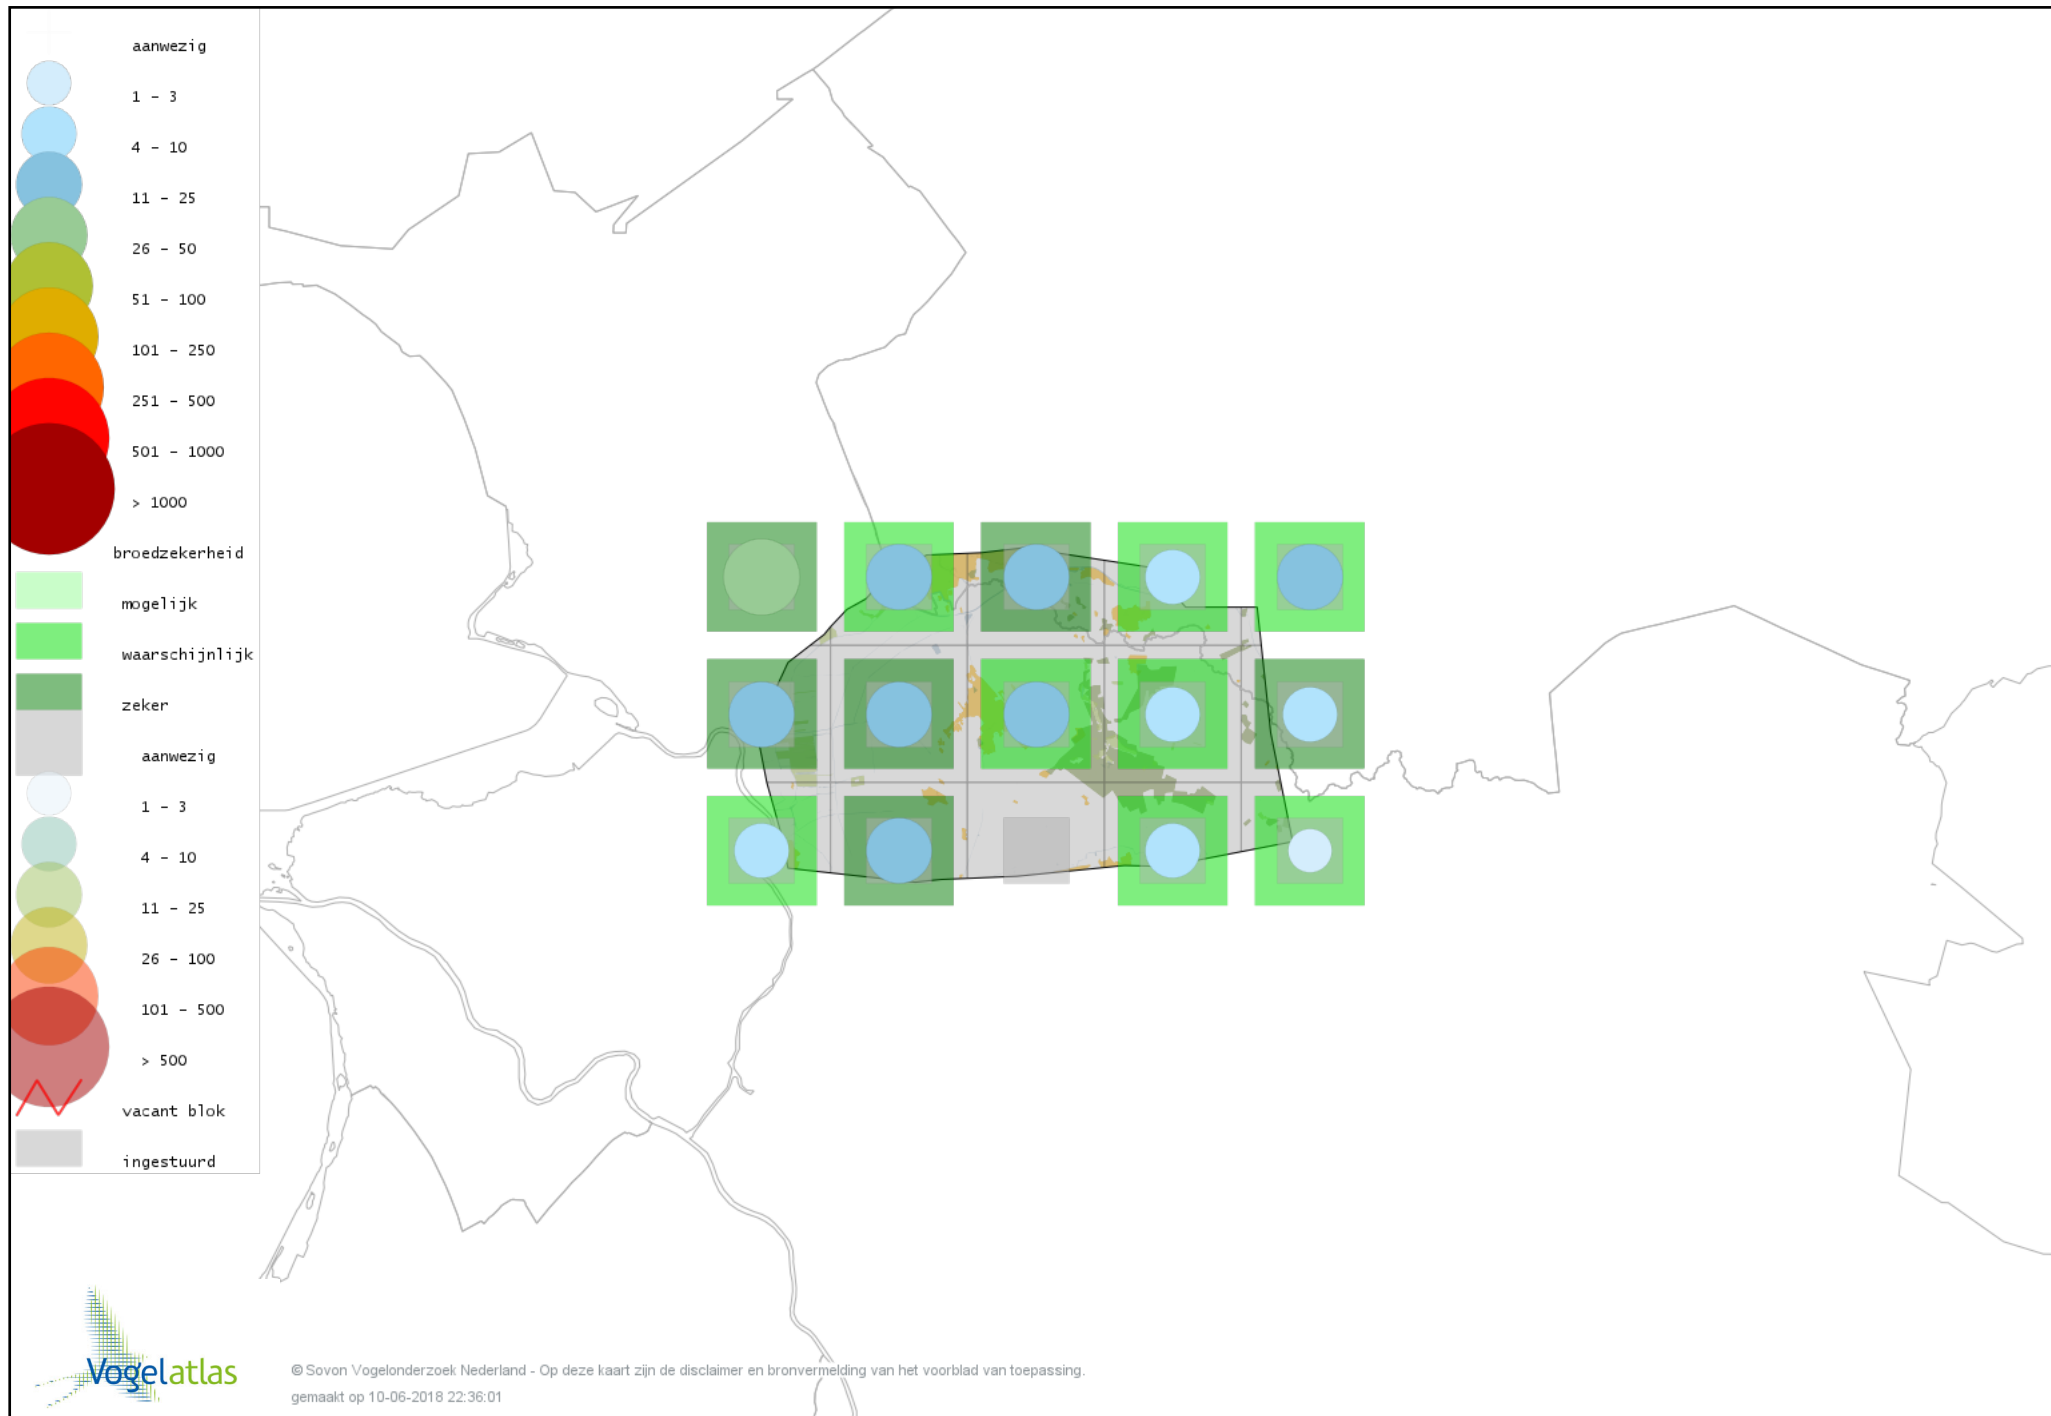 aanwezig
1 - 3
4 - 10
11 - 25
26 - 50
51 - 100
101 - 250
251 - 500
501 - 1000
> 1000
broedzekerheid
mogelijk
waarschijnlijk
zeker
aanwezig
1 - 3
4 - 10
11 - 25
26 - 100
101 - 500
> 500
vacant blok
ingestuurd
Vogelatlas
© Sovon Vogelonderzoek Nederland - Op deze kaart zijn de disclaimer en bronvermelding van het voorblad van toepassing.
gemaakt op 10-06-2018 22:36:01